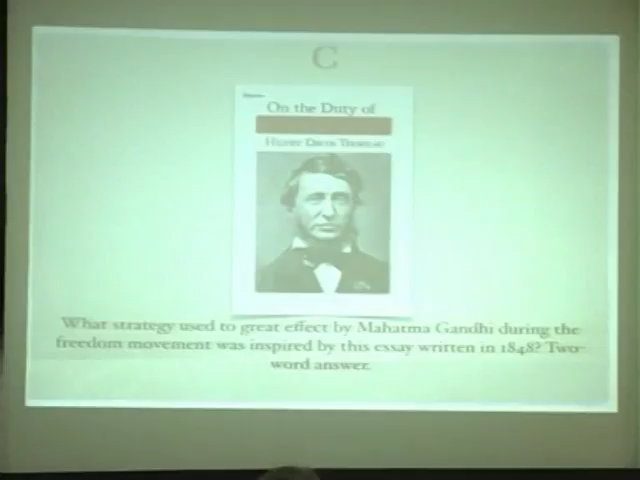 C
On the Duty of
Henry David Thoreau
What strategy used to great effect by Mahatma Gandhi during the
freedom movement was inspired by this essay written in 1848? Two
word answer.